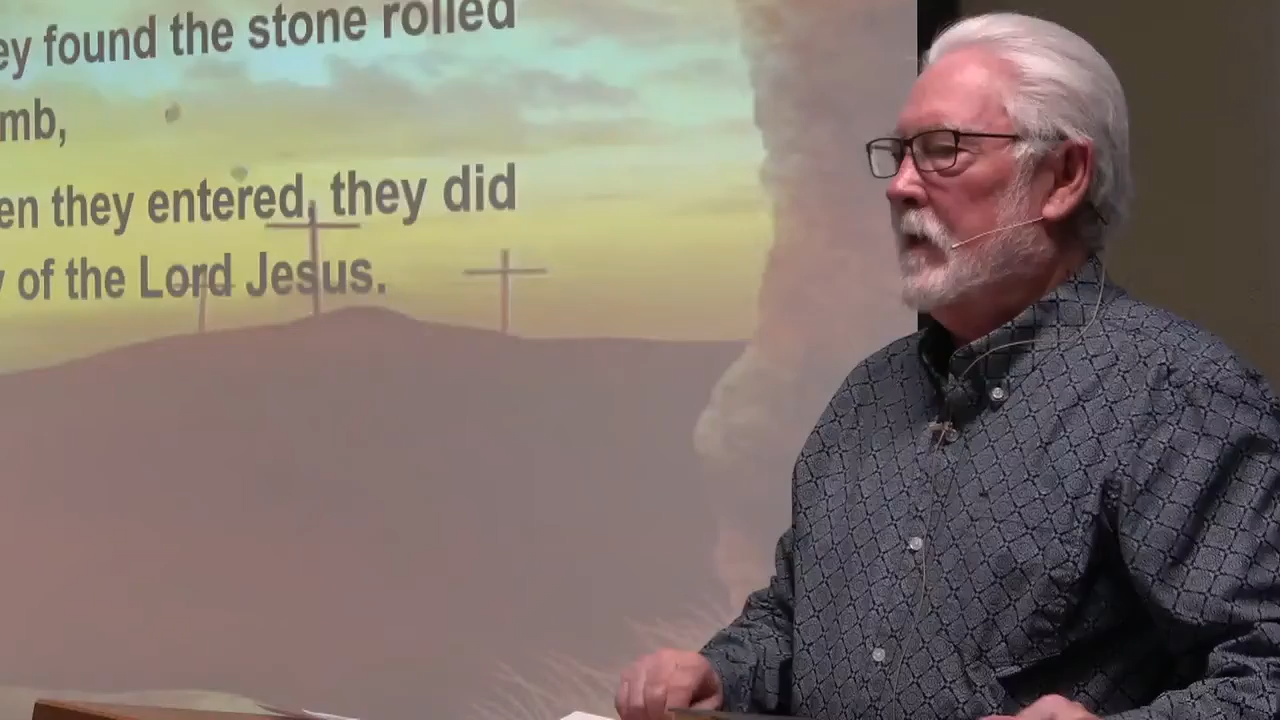 ey found the stone rolled
mb,
en they entered, they did
y of the Lord Jesus.